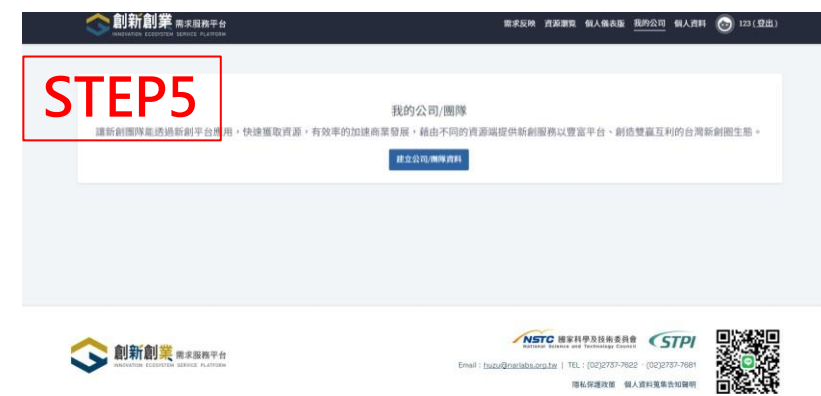 創新創業 需求服務平台
INNOVATION ECOSYSTEM SERVICE PLATFORM
需求反映 資源瀏覽 個人儀表版 我的公司 個人資料 123 (登出)
STEP5
我的公司/團隊
讓新創團隊能透過新創平台應用，快速獲取資源，有效率的加速商業發展，藉由不同的資源端提供新創服務以豐富平台、創造雙贏互利的台灣新創圈生態。
建立公司/團隊資料
NSTC 國家科學及技術委員會
National Science and Technology Council
STPI
創新創業 需求服務平台
INNOVATION ECOSYSTEM SERVICE PLATFORM
Email : huzu@narlabs.org.tw | TEL : (02)2737-7622、(02)2737-7681
隱私保護政策 個人資料蒐集告知聲明